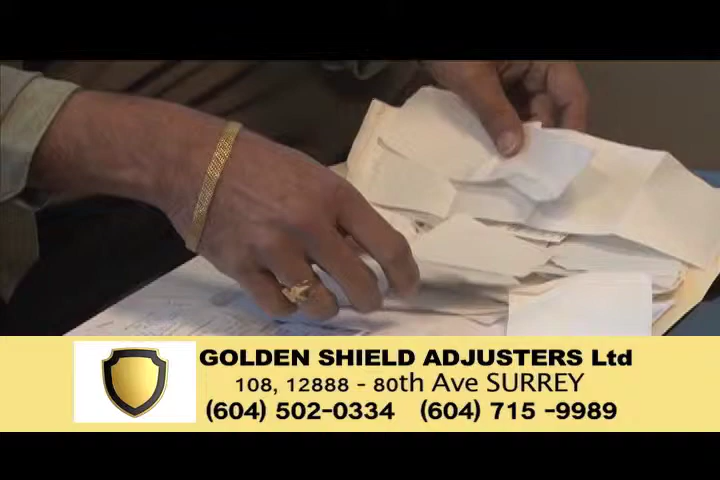 GOLDEN SHIELD ADJUSTERS Ltd
108, 12888 - 80th Ave SURREY
(604) 502-0334 (604) 715 -9989